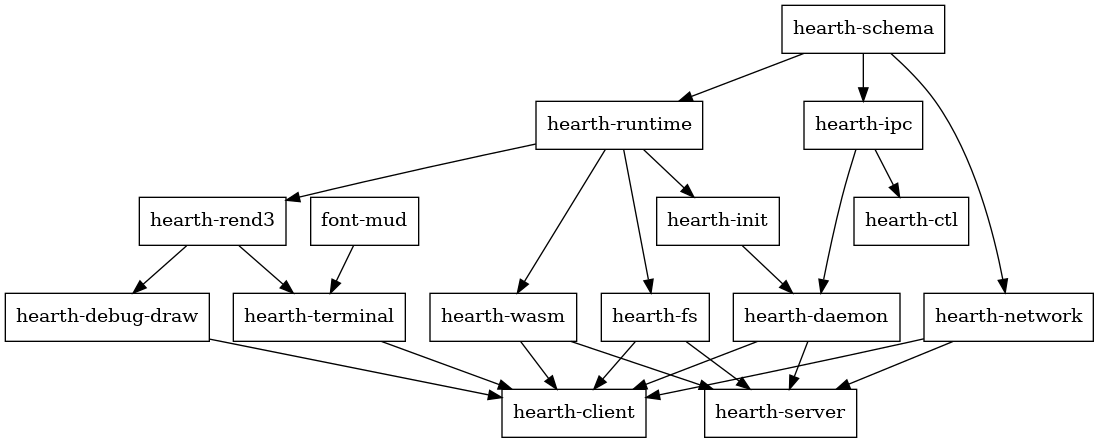 hearth-schema
hearth-runtime
hearth-ipc
hearth-rend3
font-mud
hearth-init
hearth-ctl
hearth-debug-draw
hearth-terminal
hearth-wasm
hearth-fs
hearth-daemon
hearth-network
hearth-client
hearth-server